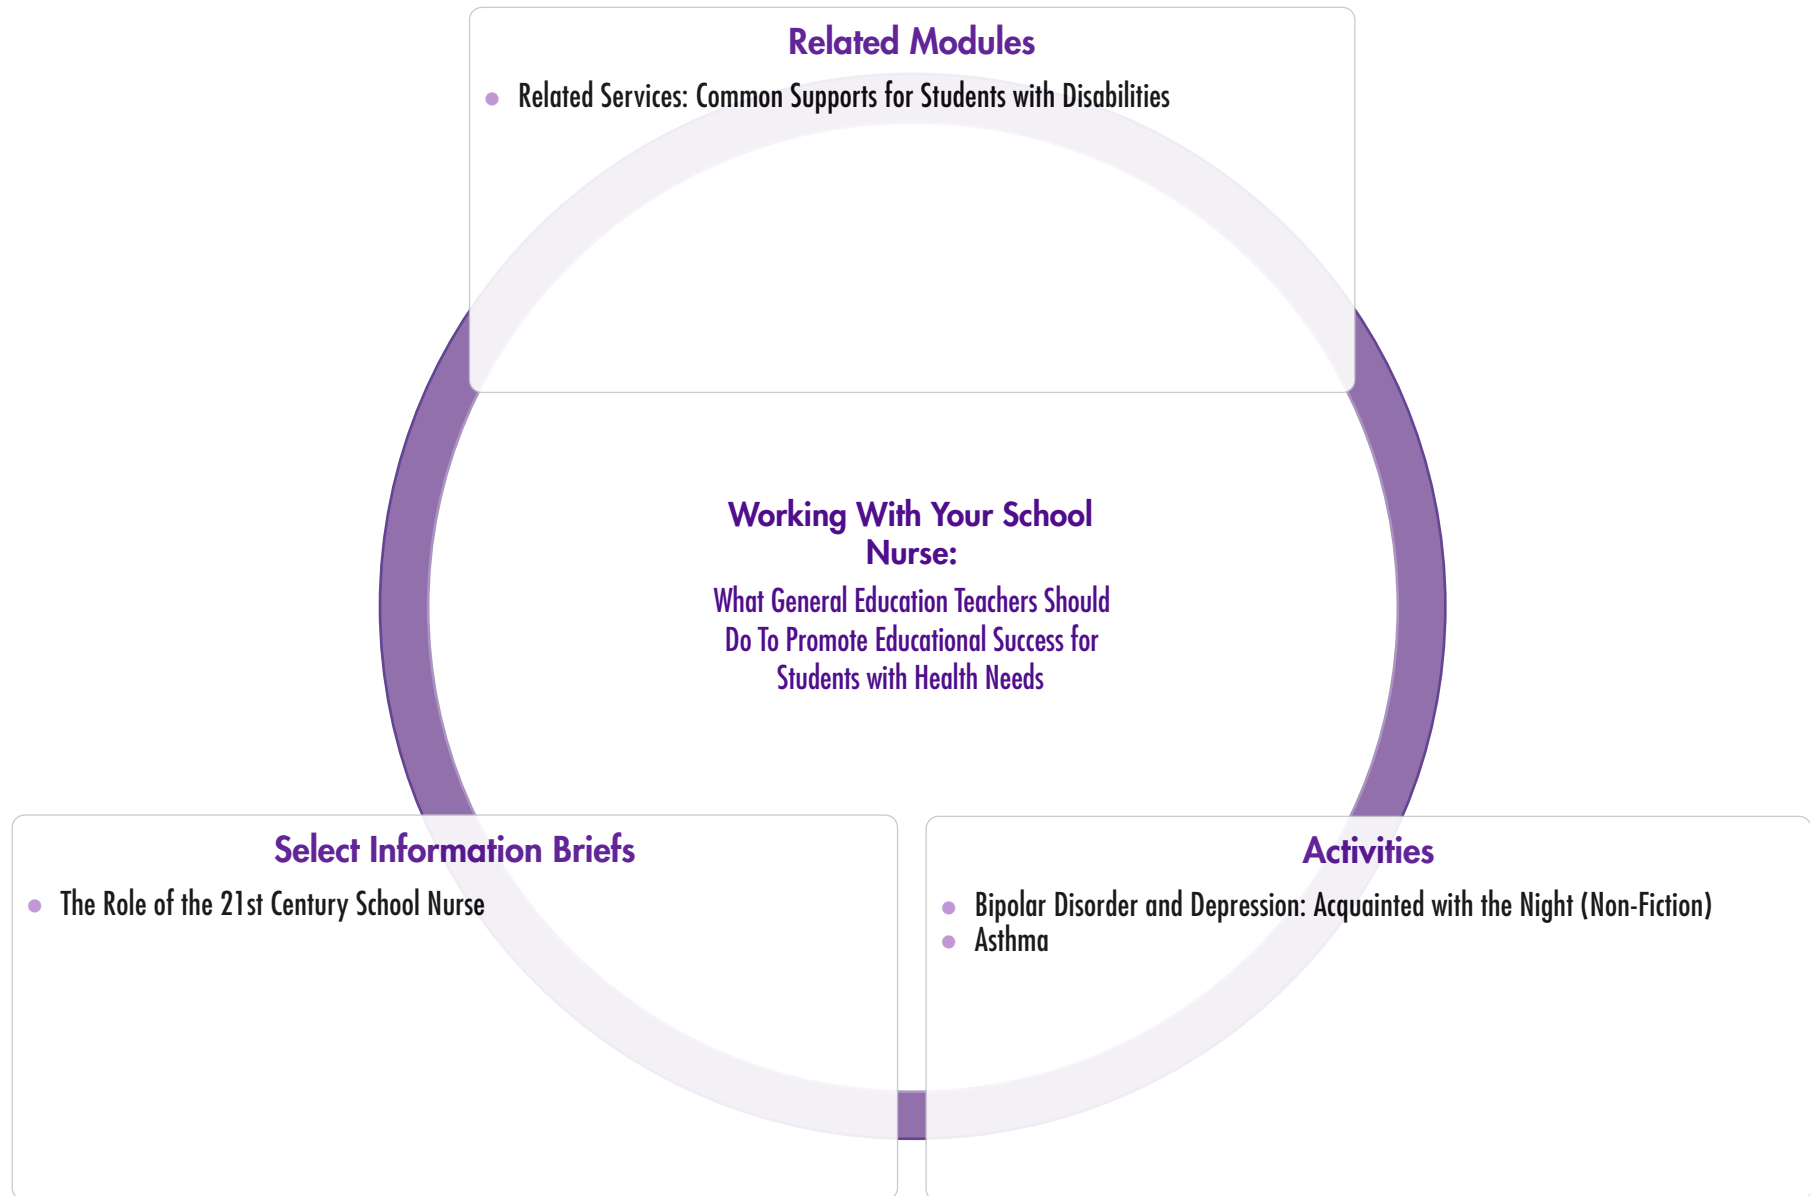 Related Modules
Related Services: Common Supports for Students with Disabilities
Working With Your School
Nurse:
What General Education Teachers Should
Do To Promote Educational Success for
Students with Health Needs
Select Information Briefs
The Role of the 21st Century School Nurse
Activities
Bipolar Disorder and Depression: Acquainted with the Night (Non-Fiction)
Asthma